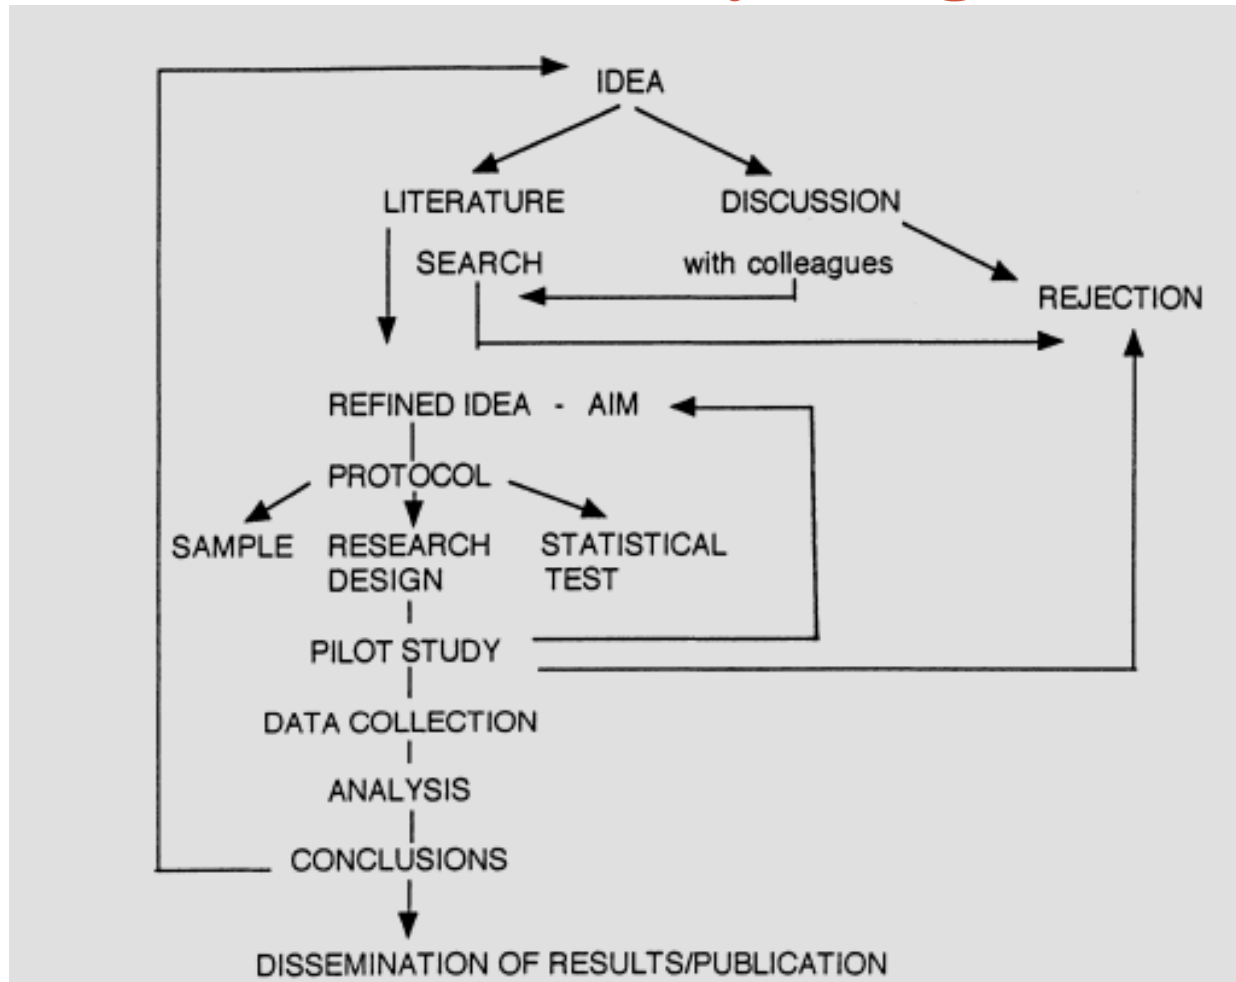 IDEA
LITERATURE DISCUSSION
SEARCH with colleagues
REJECTION
REFINED IDEA - AIM
PROTOCOL
SAMPLE RESEARCH STATISTICAL
DESIGN TEST
PILOT STUDY
DATA COLLECTION
ANALYSIS
CONCLUSIONS
DISSEMINATION OF RESULTS/PUBLICATION